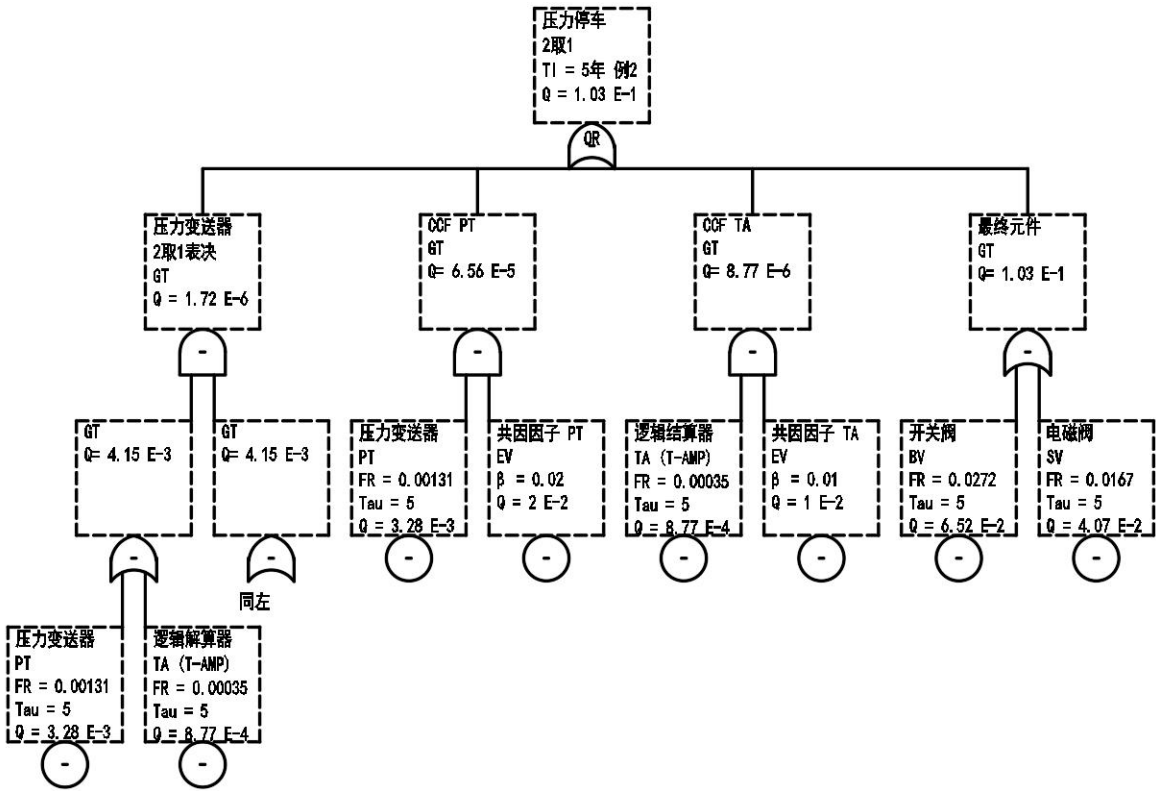 压力停车
2取1
TI = 5年 例2
Q = 1.03 E-1
OR
压力变送器
2取1表决
GT
Q = 1.72 E-6
CCF PT
GT
Q= 6.56 E-5
CCF TA
GT
Q= 8.77 E-6
最终元件
GT
Q= 1.03 E-1
-
-
-
-
GT
Q= 4.15 E-3
GT
Q= 4.15 E-3
压力变送器
PT
FR = 0.00131
Tau = 5
Q = 3.28 E-3
共因因子 PT
EV
β = 0.02
Q = 2 E-2
逻辑结算器
TA (T-AMP)
FR = 0.00035
Tau = 5
Q = 8.77 E-4
共因因子 TA
EV
β = 0.01
Q = 1 E-2
开关阀
BV
FR = 0.0272
Tau = 5
Q = 6.52 E-2
电磁阀
SV
FR = 0.0167
Tau = 5
Q = 4.07 E-2
-
-
-
-
-
-
-
-
同左
压力变送器
PT
FR = 0.00131
Tau = 5
Q = 3.28 E-3
逻辑解算器
TA (T-AMP)
FR = 0.00035
Tau = 5
Q = 8.77 E-4
-
-